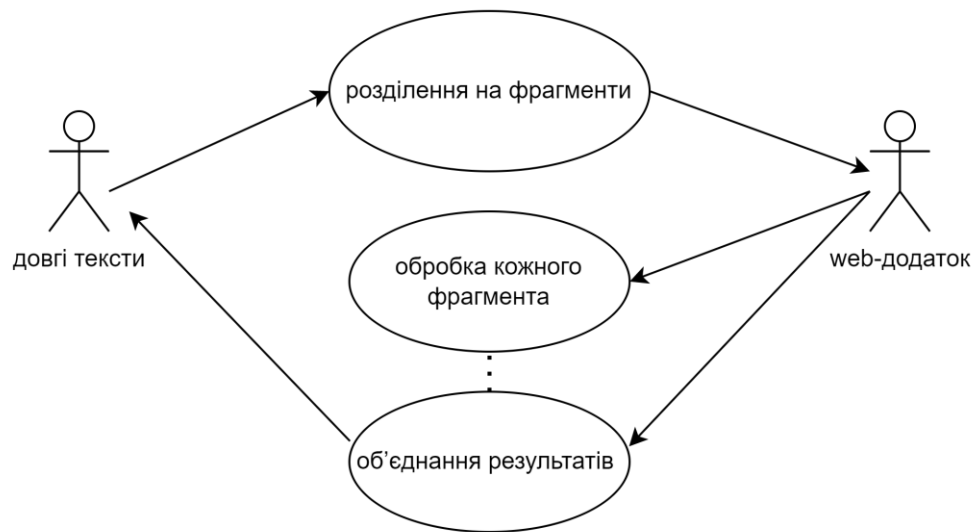 розділення на фрагменти
довгі тексти
web-додаток
обробка кожного
фрагмента
об’єднання результатів